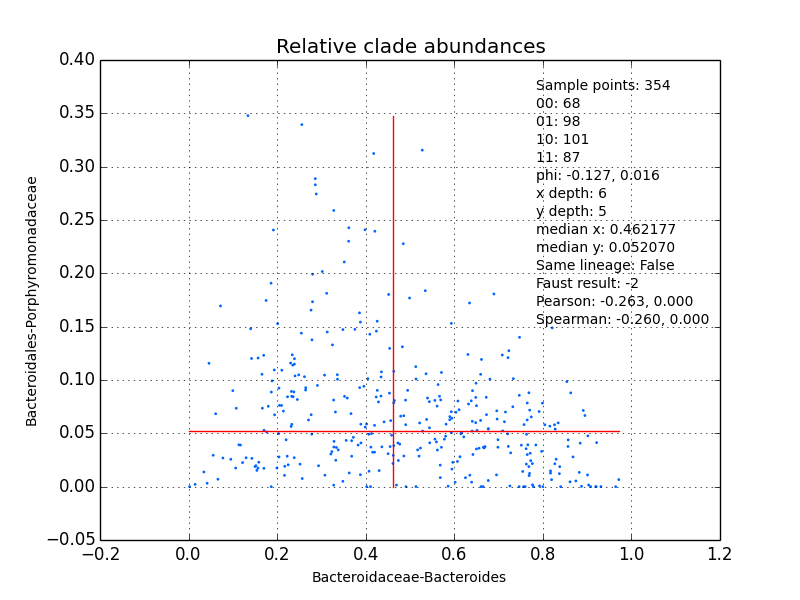 Relative clade abundances
0.40
0.35
0.30
0.25
0.20
0.15
0.10
0.05
0.00
−0.05
Bacteroidales-Porphyromonadaceae
Sample points: 354
00: 68
01: 98
10: 101
11: 87
phi: -0.127, 0.016
x depth: 6
y depth: 5
median x: 0.462177
median y: 0.052070
Same lineage: False
Faust result: -2
Pearson: -0.263, 0.000
Spearman: -0.260, 0.000
−0.2 0.0 0.2 0.4 0.6 0.8 1.0 1.2
Bacteroidaceae-Bacteroides